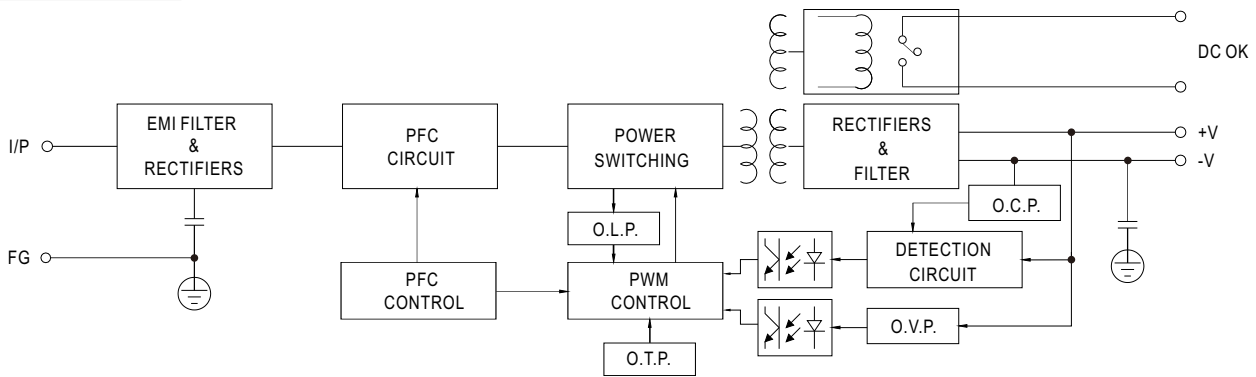 DC OK
I/P
EMI FILTER
&
RECTIFIERS
PFC
CIRCUIT
POWER
SWITCHING
RECTIFIERS
&
FILTER
+V
-V
O.C.P.
O.L.P.
DETECTION
CIRCUIT
FG
PFC
CONTROL
PWM
CONTROL
O.V.P.
O.T.P.